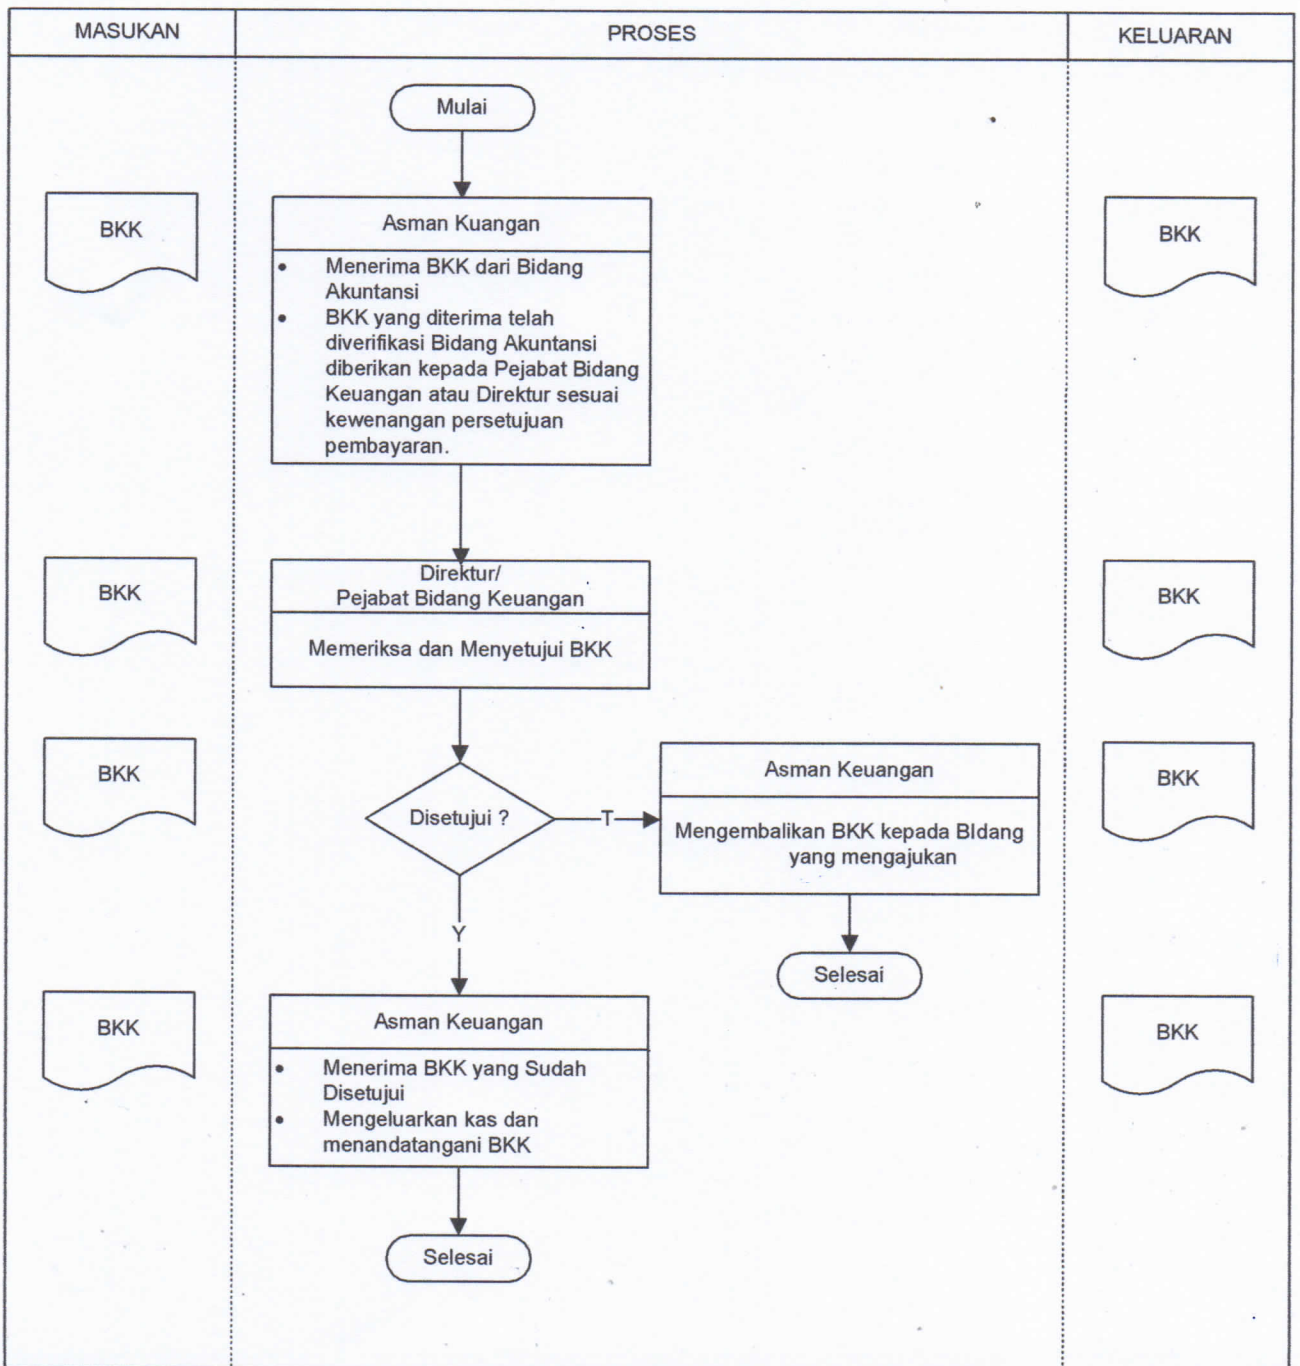 MASUKAN
PROSES
KELUARAN
Mulai
BKK
Asman Kuangan
• Menerima BKK dari Bidang
Akuntansi
• BKK yang diterima telah
diverifikasi Bidang Akuntansi
diberikan kepada Pejabat Bidang
Keuangan atau Direktur sesuai
kewenangan persetujuan
pembayaran.
BKK
BKK
Direktur/
Pejabat Bidang Keuangan
Memeriksa dan Menyetujui BKK
BKK
BKK
Disetujui ?
T
Asman Keuangan
Mengembalikan BKK kepada BIdang
yang mengajukan
BKK
Y
Selesai
BKK
Asman Keuangan
• Menerima BKK yang Sudah
Disetujui
• Mengeluarkan kas dan
menandatangani BKK
BKK
Selesai